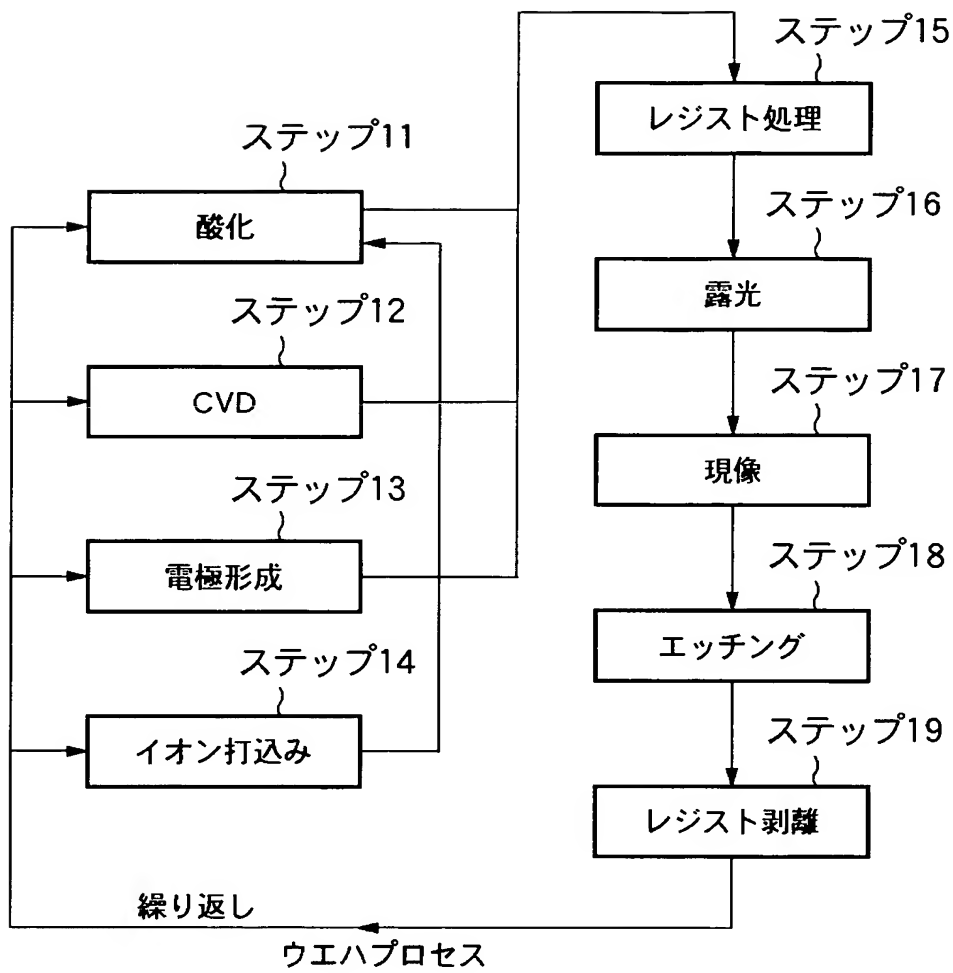 ステップ11
酸化
ステップ12
CVD
ステップ13
電極形成
ステップ14
イオン打込み
ステップ15
レジスト処理
ステップ16
露光
ステップ17
現像
ステップ18
エッチング
ステップ19
レジスト剥離
繰り返し
ウエハプロセス